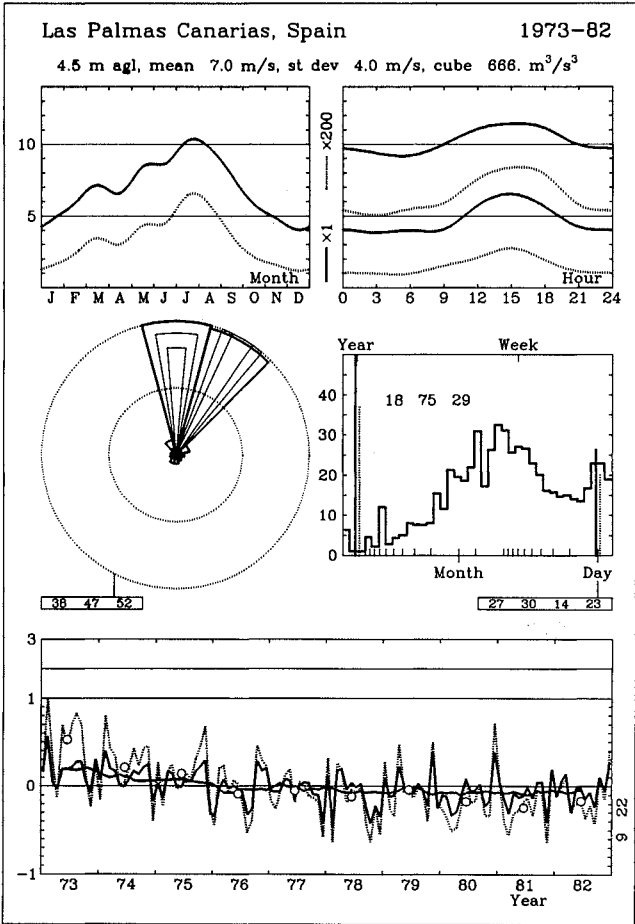 Las Palmas Canarias, Spain 1973-82
4.5 m agl, mean 7.0 m/s, st dev 4.0 m/s, cube 666. m³/s³
10
5
J F M A M J J A S O N D
Month
×1 ×200
0 3 6 9 12 15 18 21 24
Hour
38 47 52
Year Week
50
40
30
20
10
0
18 75 29
Month Day
27 30 14 23
3
1
0
-1
73 74 75 76 77 78 79 80 81 82
Year
9 22